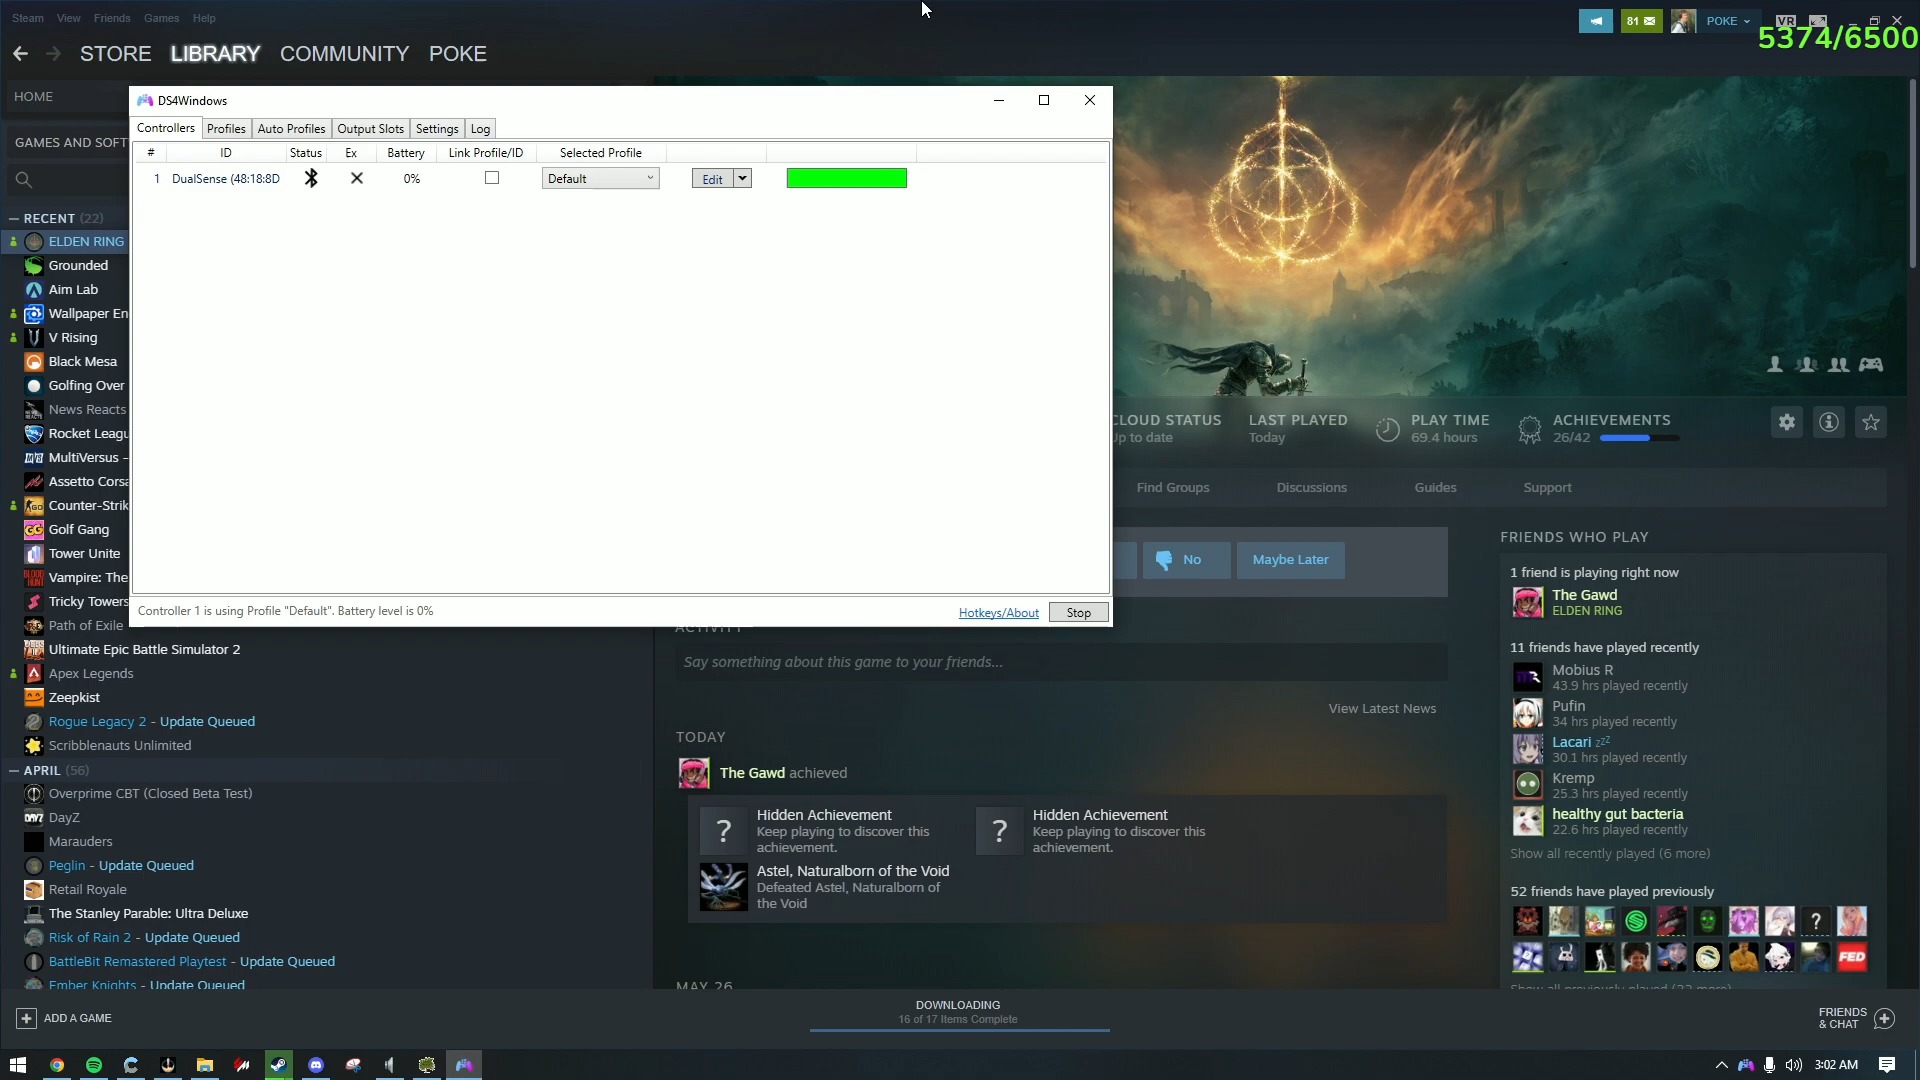 Steam View Friends Games Help
81
POKE
VR
5374/6500
STORE LIBRARY COMMUNITY POKE
HOME
GAMES AND SOFT
RECENT (22)
ELDEN RING
Grounded
Aim Lab
Wallpaper En
V Rising
Black Mesa
Golfing Over
News Reacts
Rocket Leagu
MultiVersus -
Assetto Corsa
Counter-Strik
Golf Gang
Tower Unite
Vampire: The
Tricky Towers
Path of Exile
Ultimate Epic Battle Simulator 2
Apex Legends
Zeepkist
Rogue Legacy 2 - Update Queued
Scribblenauts Unlimited
APRIL (56)
Overprime CBT (Closed Beta Test)
DayZ
Marauders
Peglin - Update Queued
Retail Royale
The Stanley Parable: Ultra Deluxe
Risk of Rain 2 - Update Queued
BattleBit Remastered Playtest - Update Queued
Ember Knights - Update Queued
ADD A GAME
DS4Windows
Controllers Profiles Auto Profiles Output Slots Settings Log
# ID Status Ex Battery Link Profile/ID Selected Profile
1 DualSense (48:18:8D 0% Default Edit
Controller 1 is using Profile "Default". Battery level is 0%
Hotkeys/About Stop
CLOUD STATUS
Up to date
LAST PLAYED
Today
PLAY TIME
69.4 hours
ACHIEVEMENTS
26/42
Find Groups Discussions Guides Support
No Maybe Later
ACTIVITY
Say something about this game to your friends...
View Latest News
TODAY
The Gawd achieved
Hidden Achievement
Keep playing to discover this
achievement.
Hidden Achievement
Keep playing to discover this
achievement.
Astel, Naturalborn of the Void
Defeated Astel, Naturalborn of
the Void
MAY 26
FRIENDS WHO PLAY
1 friend is playing right now
The Gawd
ELDEN RING
11 friends have played recently
Mobius R
43.9 hrs played recently
Pufin
34 hrs played recently
Lacari zzz
30.1 hrs played recently
Kremp
25.3 hrs played recently
healthy gut bacteria
22.6 hrs played recently
Show all recently played (6 more)
52 friends have played previously
FED
Show all previously played (32 more)
DOWNLOADING
16 of 17 Items Complete
FRIENDS
& CHAT
3:02 AM